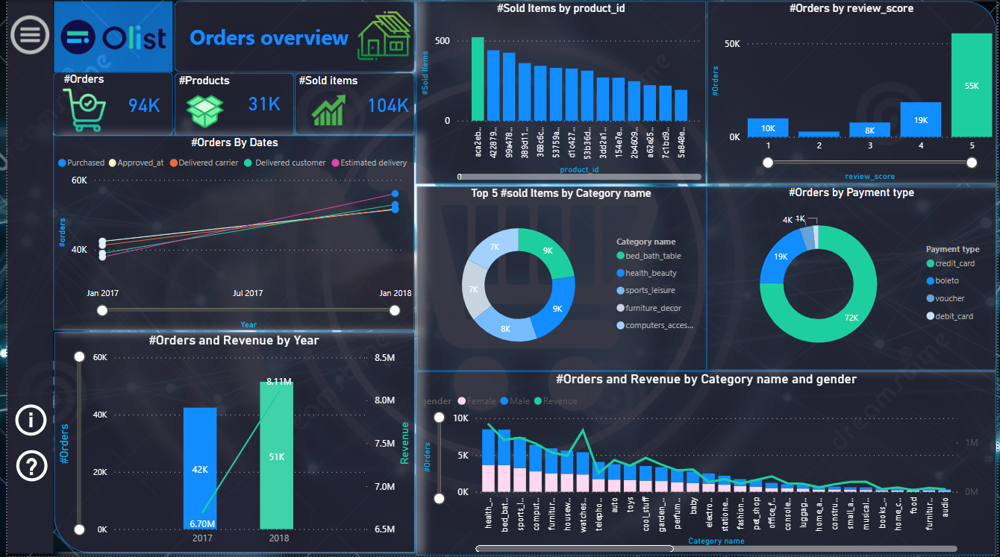 Olist
Orders overview
#Orders
94K
#Products
31K
#Sold items
104K
#Orders By Dates
Purchased
Approved_at
Delivered carrier
Delivered customer
Estimated delivery
60K
40K
#orders
Jan 2017
Jul 2017
Jan 2018
Year
#Orders and Revenue by Year
60K
40K
20K
0K
#Orders
8.5M
8.0M
7.5M
7.0M
6.5M
Revenue
8.11M
51K
42K
6.70M
2017
2018
#Sold Items by product_id
#Sold Items
500
0
aca2eb...
422879...
99a478...
389d11...
368c6c...
53759a...
d1c427...
53b36d...
3dd2a1...
154e7e...
2b4609...
a62e25...
7c1bd9...
5a848e...
product_id
#Orders by review_score
#Orders
50K
0K
10K
8K
19K
55K
1
2
3
4
5
review_score
Top 5 #sold Items by Category name
9K
9K
8K
7K
7K
Category name
bed_bath_table
health_beauty
sports_leisure
furniture_decor
computers_acces...
#Orders by Payment type
4K
1K
19K
72K
Payment type
credit_card
boleto
voucher
debit_card
#Orders and Revenue by Category name and gender
gender
Female
Male
Revenue
10K
5K
0K
#Orders
1M
0M
health_...
bed_bat...
sports_l...
comput...
furnitur...
housew...
watches...
telepho...
auto
toys
cool_stuff
garden_...
perfum...
baby
electro...
statione...
fashion...
pet_shop
office_f...
console...
luggag...
home_a...
constru...
small_a...
musical...
books_...
home_c...
food
furnitur...
audio
Category name
i
?
dreamstime